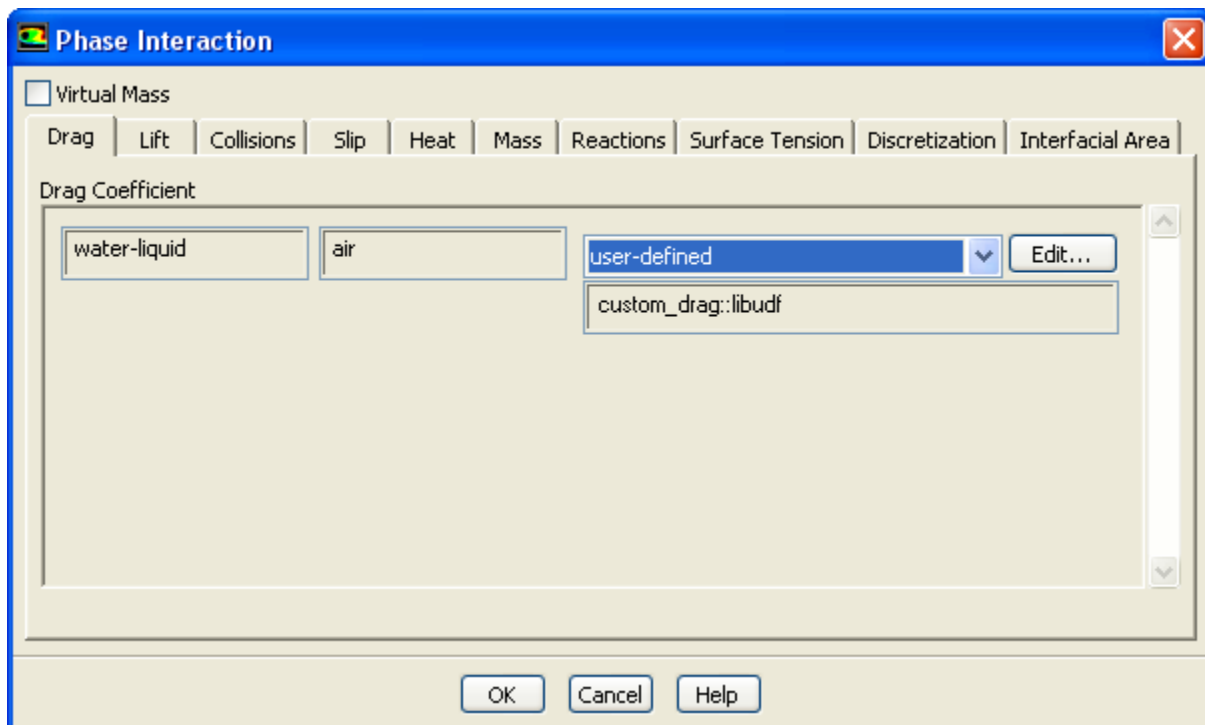 Phase Interaction
Virtual Mass
Drag Lift Collisions Slip Heat Mass Reactions Surface Tension Discretization Interfacial Area
Drag Coefficient
water-liquid air user-defined Edit...
custom_drag::libudf
OK Cancel Help